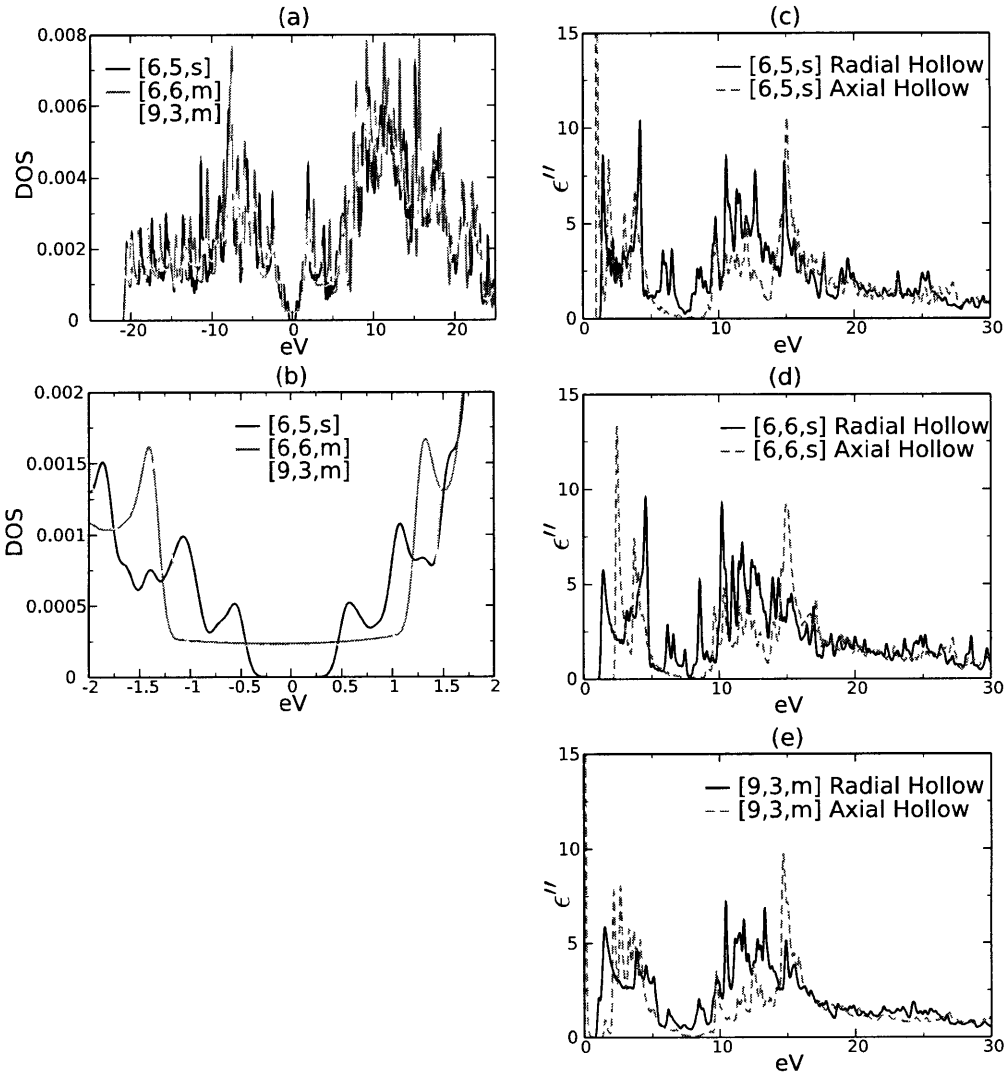 (a)
0.008
0.006
0.004
0.002
0
DOS
[6,5,s]
[6,6,m]
[9,3,m]
-20
-10
0
10
20
eV
(b)
0.002
0.0015
0.001
0.0005
0
DOS
[6,5,s]
[6,6,m]
[9,3,m]
-2
-1.5
-1
-0.5
0
0.5
1
1.5
2
eV
(c)
15
10
5
0
ϵ′′
[6,5,s] Radial Hollow
[6,5,s] Axial Hollow
0
10
20
30
eV
(d)
15
10
5
0
ϵ′′
[6,6,s] Radial Hollow
[6,6,s] Axial Hollow
0
10
20
30
eV
(e)
15
10
5
0
ϵ′′
[9,3,m] Radial Hollow
[9,3,m] Axial Hollow
0
10
20
30
eV